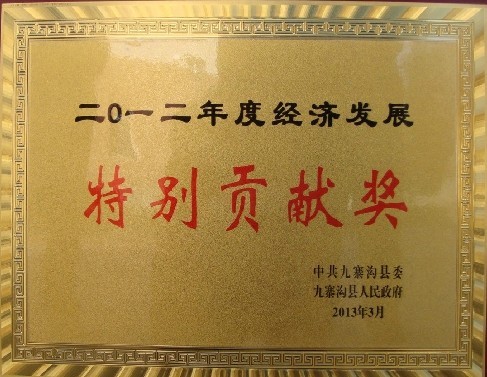 二0一二年度经济发展
特别贡献奖
中共九寨沟县委
九寨沟县人民政府
2013年3月